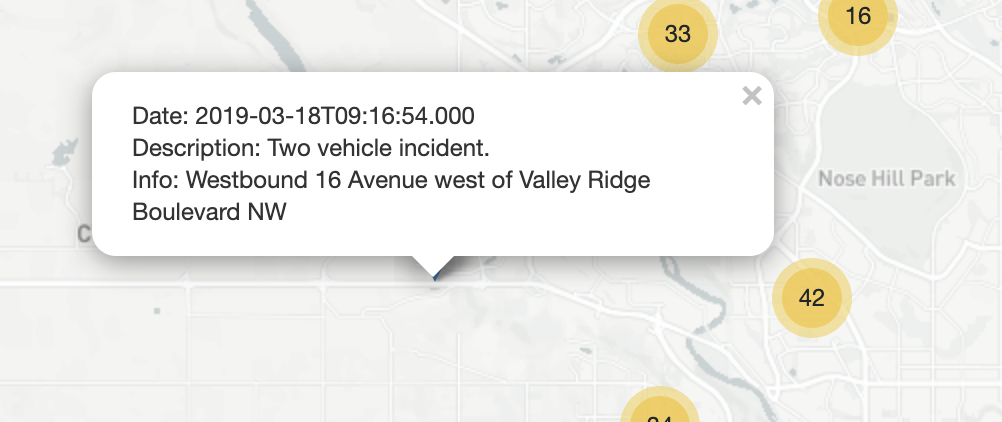 33
16
Date: 2019-03-18T09:16:54.000
Description: Two vehicle incident.
Info: Westbound 16 Avenue west of Valley Ridge
Boulevard NW
Nose Hill Park
C
42